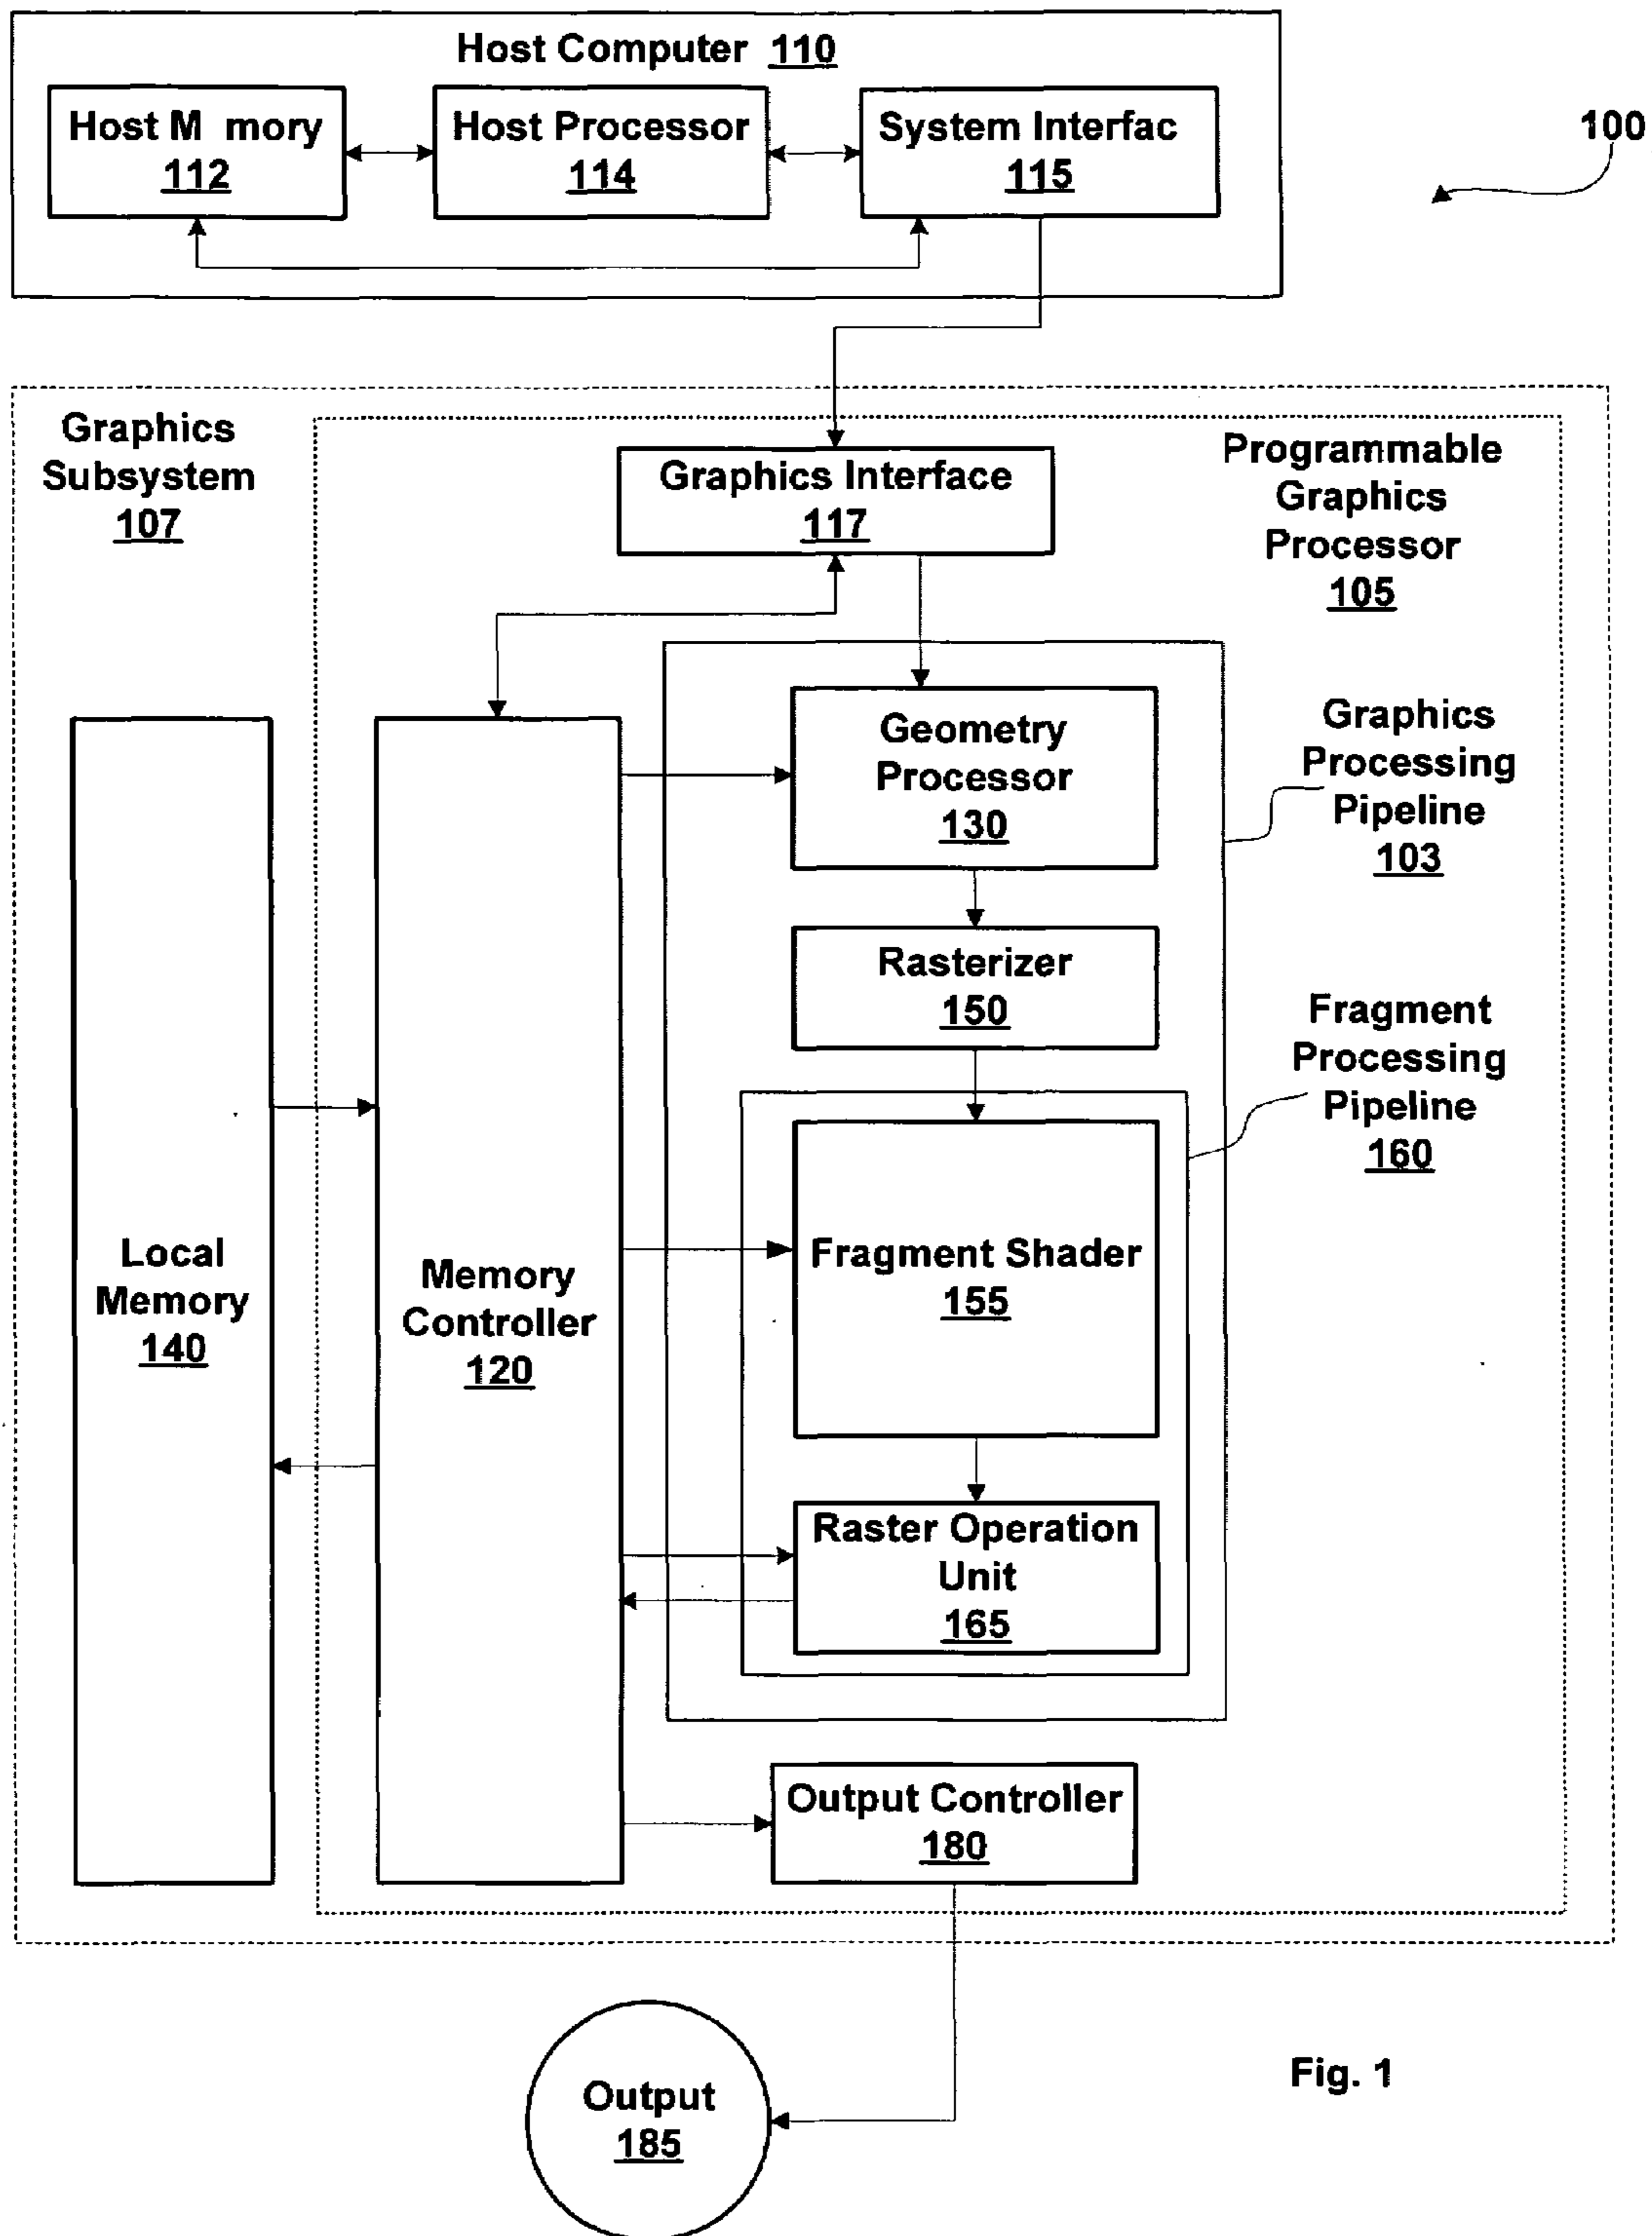 Host Computer 110
Host M mory
112
Host Processor
114
System Interfac
115
100
Graphics
Subsystem
107
Graphics Interface
117
Programmable
Graphics
Processor
105
Geometry
Processor
130
Graphics
Processing
Pipeline
103
Rasterizer
150
Fragment
Processing
Pipeline
160
Local
Memory
140
Memory
Controller
120
Fragment Shader
155
Raster Operation
Unit
165
Output Controller
180
Output
185
Fig. 1